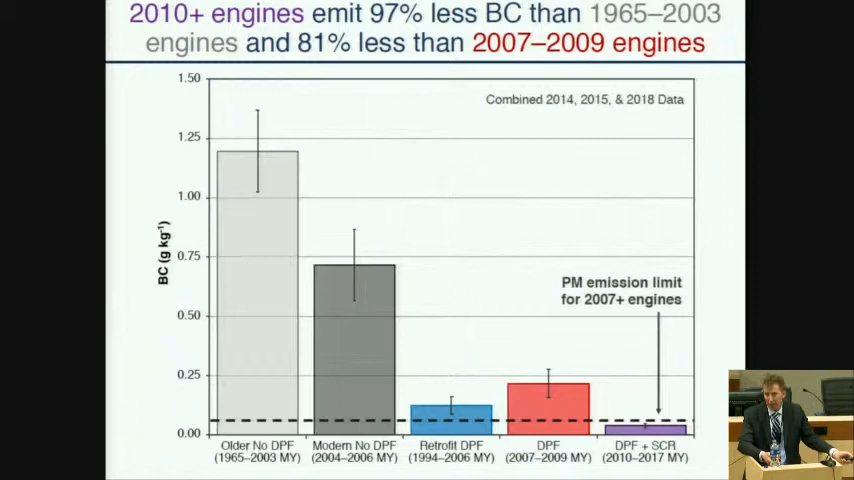 2010+ engines emit 97% less BC than 1965–2003
engines and 81% less than 2007–2009 engines
1.50
Combined 2014, 2015, & 2018 Data
1.25
1.00
0.75
BC (g kg⁻¹)
PM emission limit
for 2007+ engines
0.50
0.25
0.00
Older No DPF
(1965–2003 MY)
Modern No DPF
(2004–2006 MY)
Retrofit DPF
(1994–2006 MY)
DPF
(2007–2009 MY)
DPF + SCR
(2010–2017 MY)